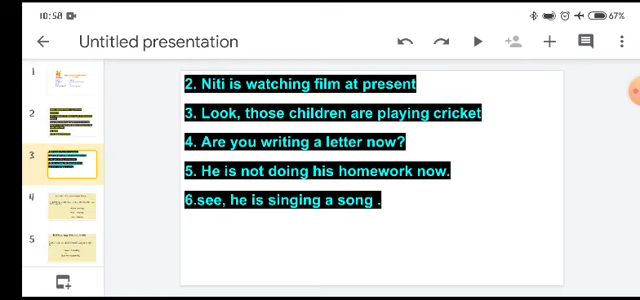 10:58
67%
Untitled presentation
1
2
3
4
5
2. Niti is watching film at present
3. Look, those children are playing cricket
4. Are you writing a letter now?
5. He is not doing his homework now.
6.see, he is singing a song .